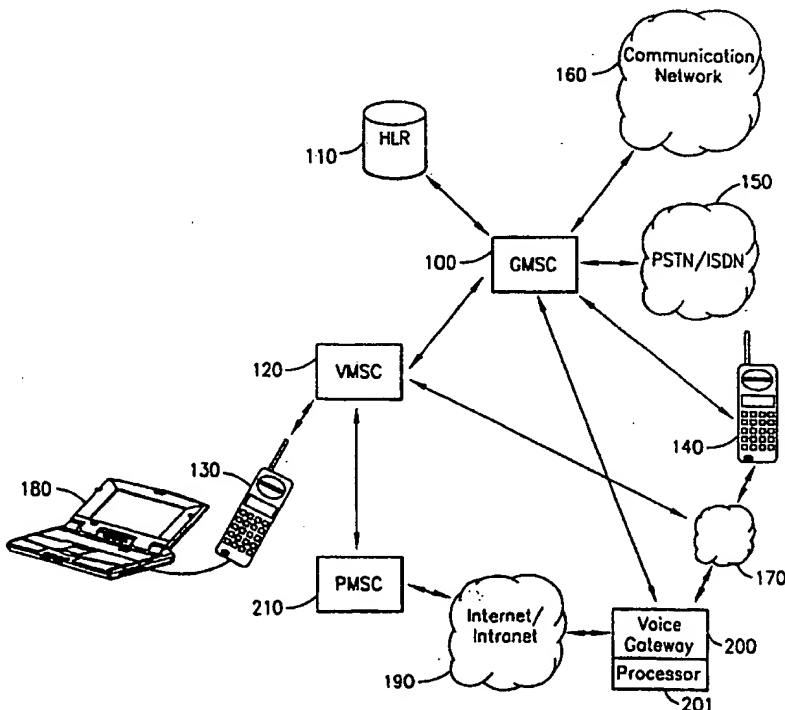 Communication
Network
160
HLR
110
150
PSTN/ISDN
100
GMSC
120
VMSC
140
130
180
170
210
PMSC
Internet/
Intranet
190
Voice
Gateway
200
Processor
201